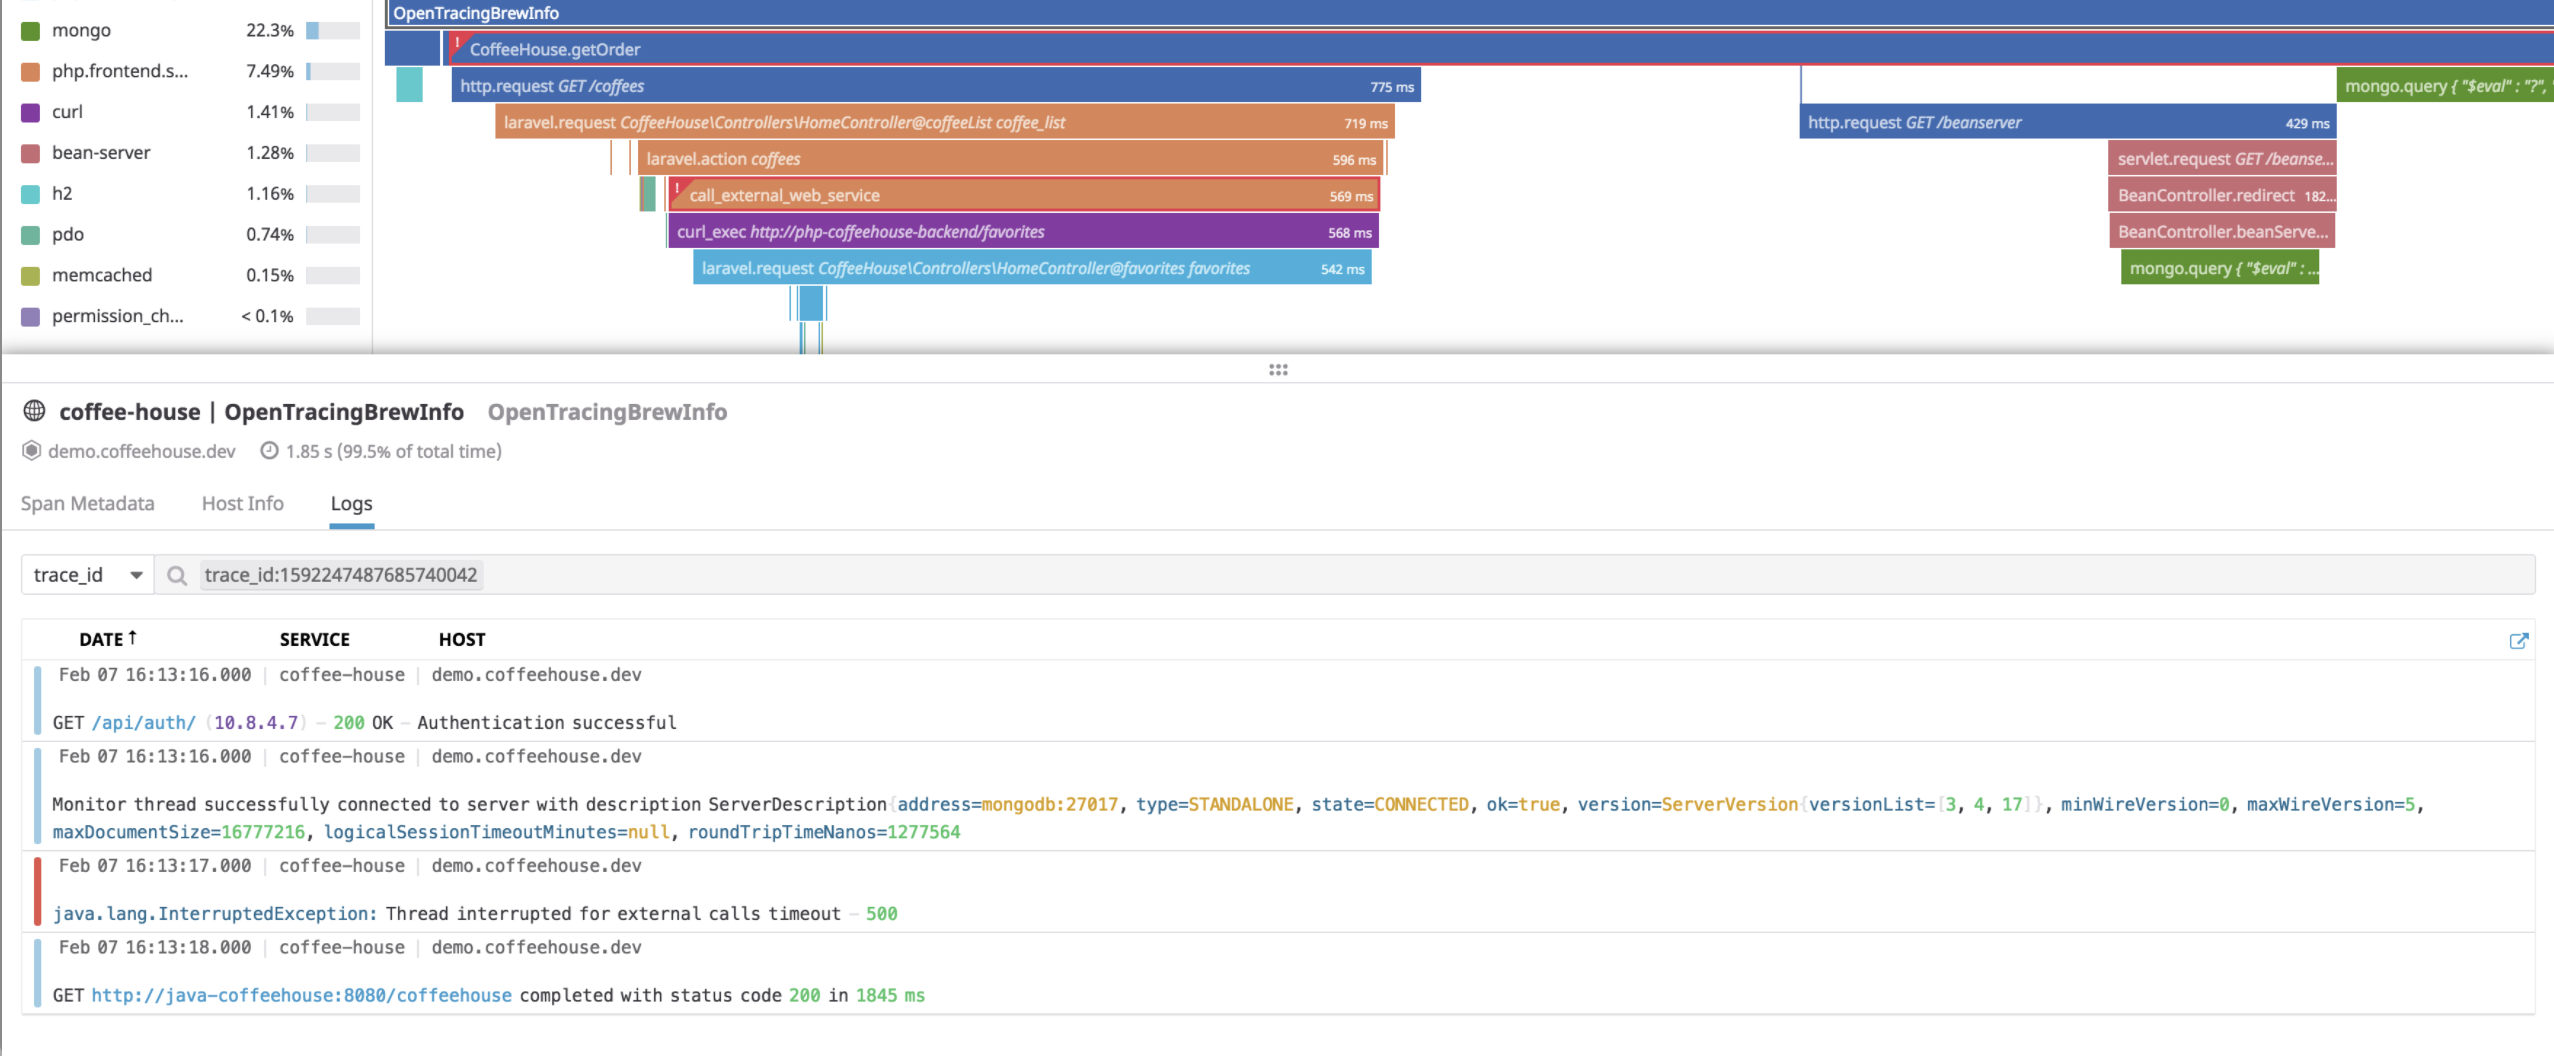 mongo 22.3%
php.frontend.s... 7.49%
curl 1.41%
bean-server 1.28%
h2 1.16%
pdo 0.74%
memcached 0.15%
permission_ch... < 0.1%
OpenTracingBrewInfo
! CoffeeHouse.getOrder
http.request GET /coffees 775 ms
mongo.query { "$eval" : "?",
laravel.request CoffeeHouse\Controllers\HomeController@coffeeList coffee_list 719 ms
http.request GET /beanserver 429 ms
laravel.action coffees 596 ms
servlet.request GET /beanse...
! call_external_web_service 569 ms
BeanController.redirect 182...
curl_exec http://php-coffeehouse-backend/favorites 568 ms
BeanController.beanServe...
laravel.request CoffeeHouse\Controllers\HomeController@favorites favorites 542 ms
mongo.query { "$eval" : ...
coffee-house | OpenTracingBrewInfo OpenTracingBrewInfo
demo.coffeehouse.dev 1.85 s (99.5% of total time)
Span Metadata Host Info Logs
trace_id trace_id:1592247487685740042
DATE↑ SERVICE HOST
Feb 07 16:13:16.000 | coffee-house | demo.coffeehouse.dev
GET /api/auth/ (10.8.4.7) - 200 OK - Authentication successful
Feb 07 16:13:16.000 | coffee-house | demo.coffeehouse.dev
Monitor thread successfully connected to server with description ServerDescription{address=mongodb:27017, type=STANDALONE, state=CONNECTED, ok=true, version=ServerVersion{versionList=[3, 4, 17]}, minWireVersion=0, maxWireVersion=5,
maxDocumentSize=16777216, logicalSessionTimeoutMinutes=null, roundTripTimeNanos=1277564
Feb 07 16:13:17.000 | coffee-house | demo.coffeehouse.dev
java.lang.InterruptedException: Thread interrupted for external calls timeout - 500
Feb 07 16:13:18.000 | coffee-house | demo.coffeehouse.dev
GET http://java-coffeehouse:8080/coffeehouse completed with status code 200 in 1845 ms